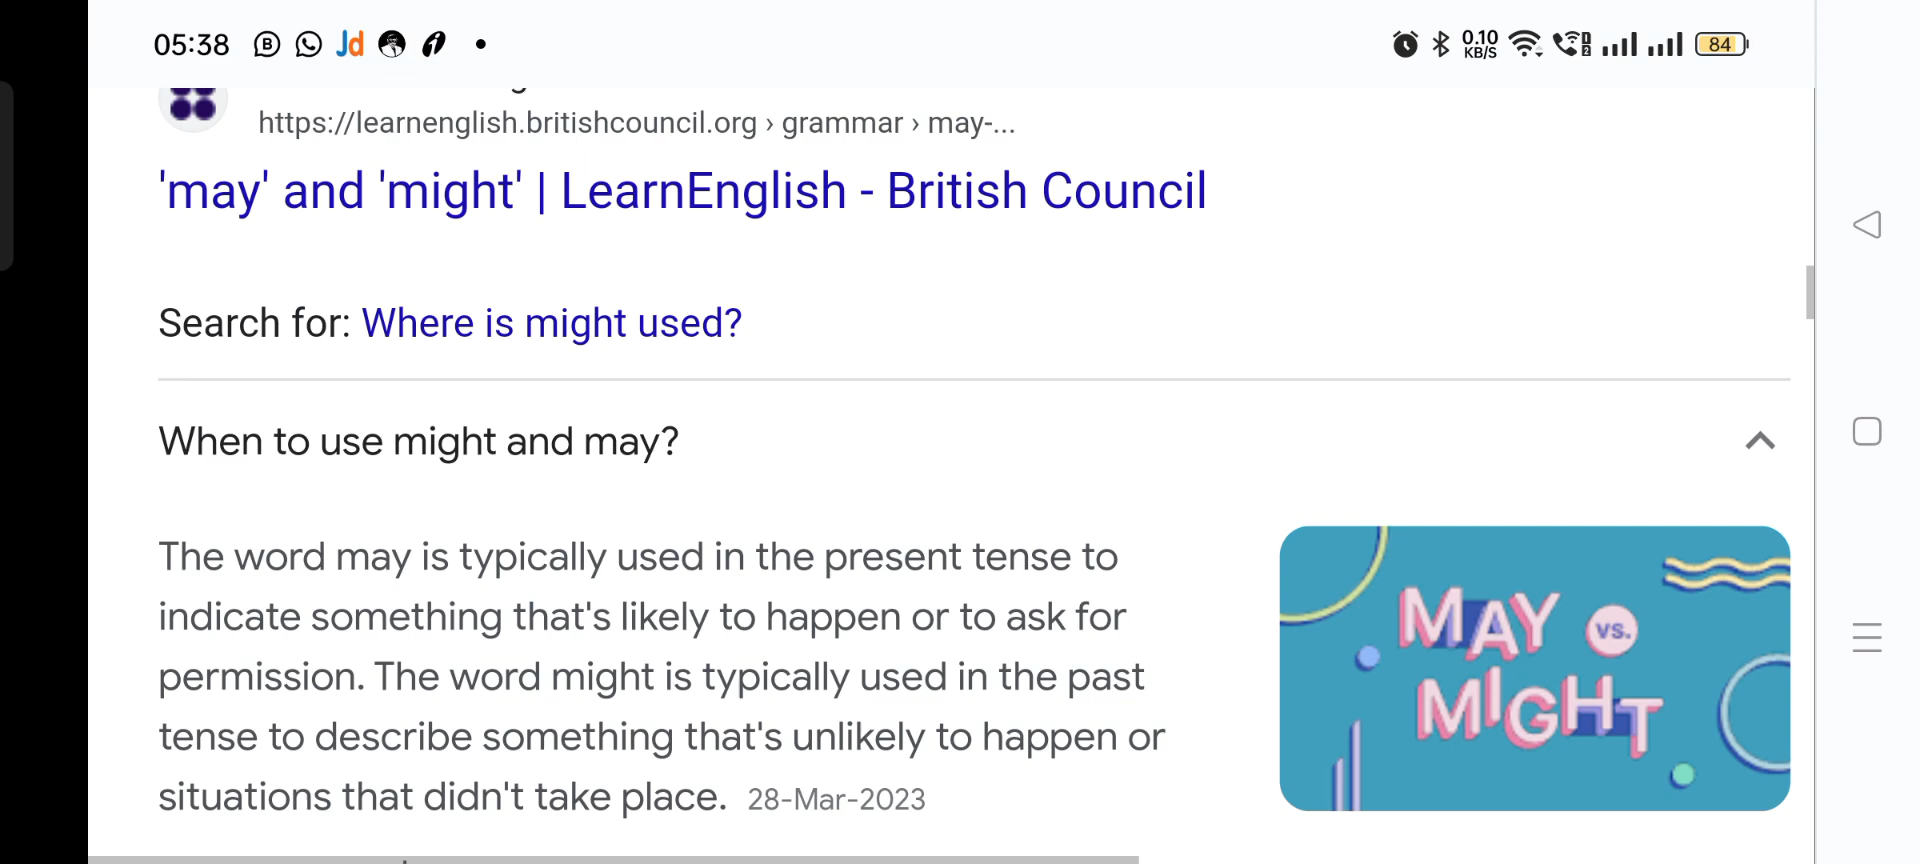 05:38 B Jd i 0.10 KB/S 1 2 84
https://learnenglish.britishcouncil.org › grammar › may-...
'may' and 'might' | LearnEnglish - British Council
Search for: Where is might used?
When to use might and may?
The word may is typically used in the present tense to
indicate something that's likely to happen or to ask for
permission. The word might is typically used in the past
tense to describe something that's unlikely to happen or
situations that didn't take place. 28-Mar-2023
MAY vs.
MIGHT